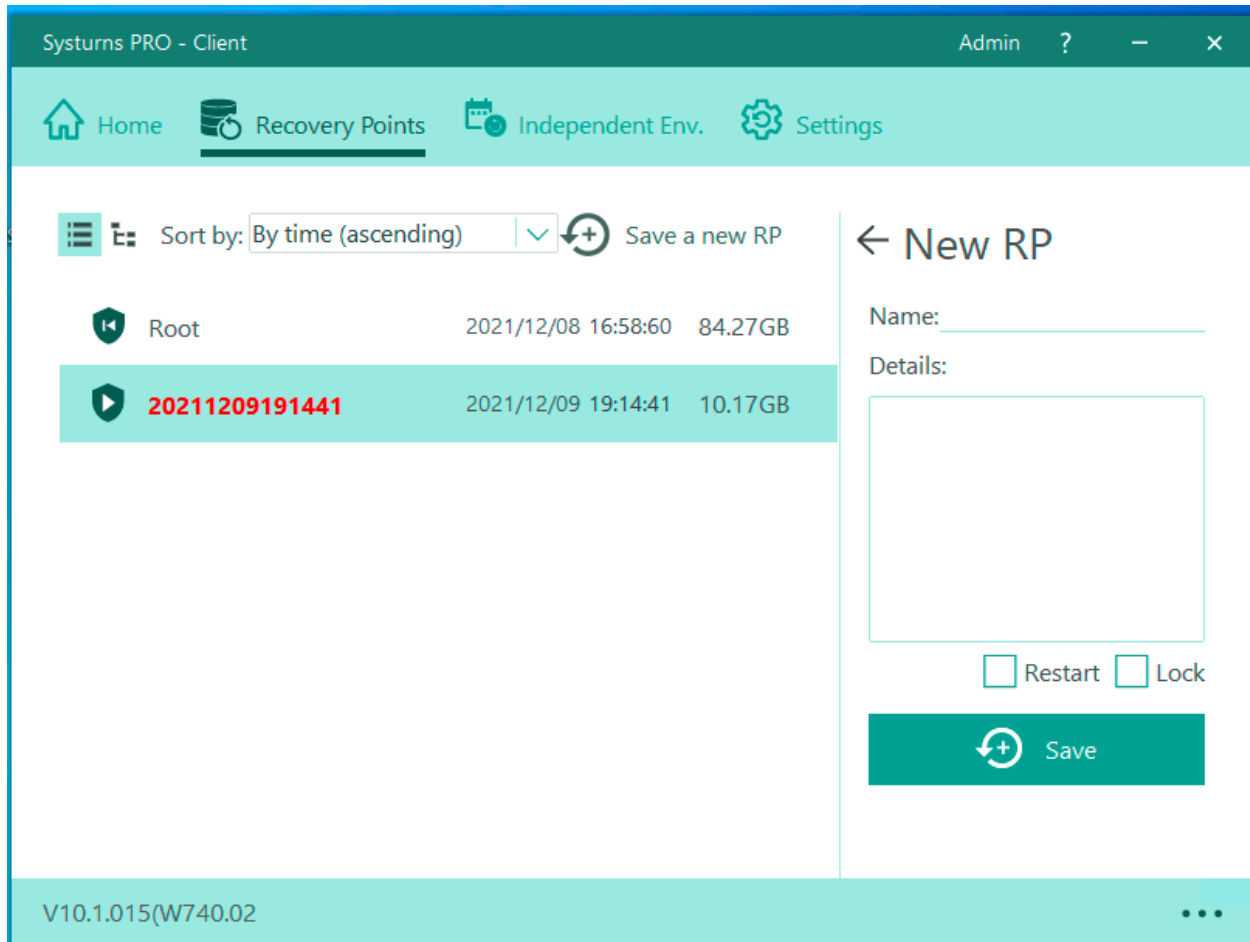 Systurns PRO - Client Admin ? – ×
Home Recovery Points Independent Env. Settings
Sort by: By time (ascending) Save a new RP
Root 2021/12/08 16:58:60 84.27GB
20211209191441 2021/12/09 19:14:41 10.17GB
← New RP
Name:
Details:
Restart Lock
Save
V10.1.015(W740.02 •••